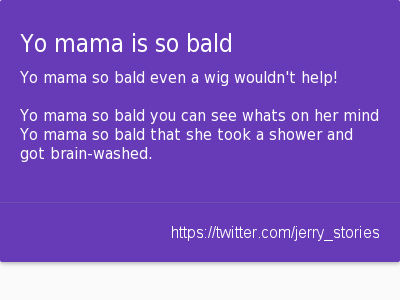 Yo mama is so bald
Yo mama so bald even a wig wouldn't help!
Yo mama so bald you can see whats on her mind
Yo mama so bald that she took a shower and
got brain-washed.
https://twitter.com/jerry_stories